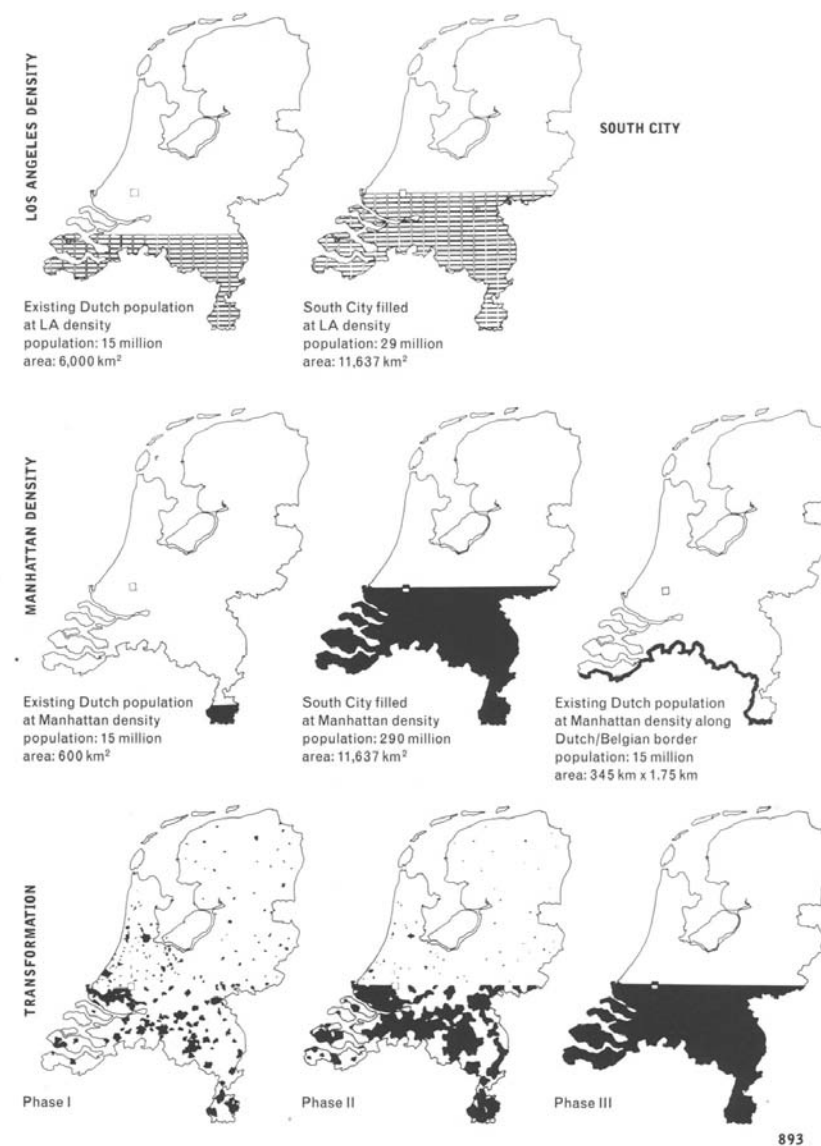 LOS ANGELES DENSITY
SOUTH CITY
Existing Dutch population
at LA density
population: 15 million
area: 6,000 km²
South City filled
at LA density
population: 29 million
area: 11,637 km²
MANHATTAN DENSITY
Existing Dutch population
at Manhattan density
population: 15 million
area: 600 km²
South City filled
at Manhattan density
population: 290 million
area: 11,637 km²
Existing Dutch population
at Manhattan density along
Dutch/Belgian border
population: 15 million
area: 345 km x 1.75 km
TRANSFORMATION
Phase I
Phase II
Phase III
893